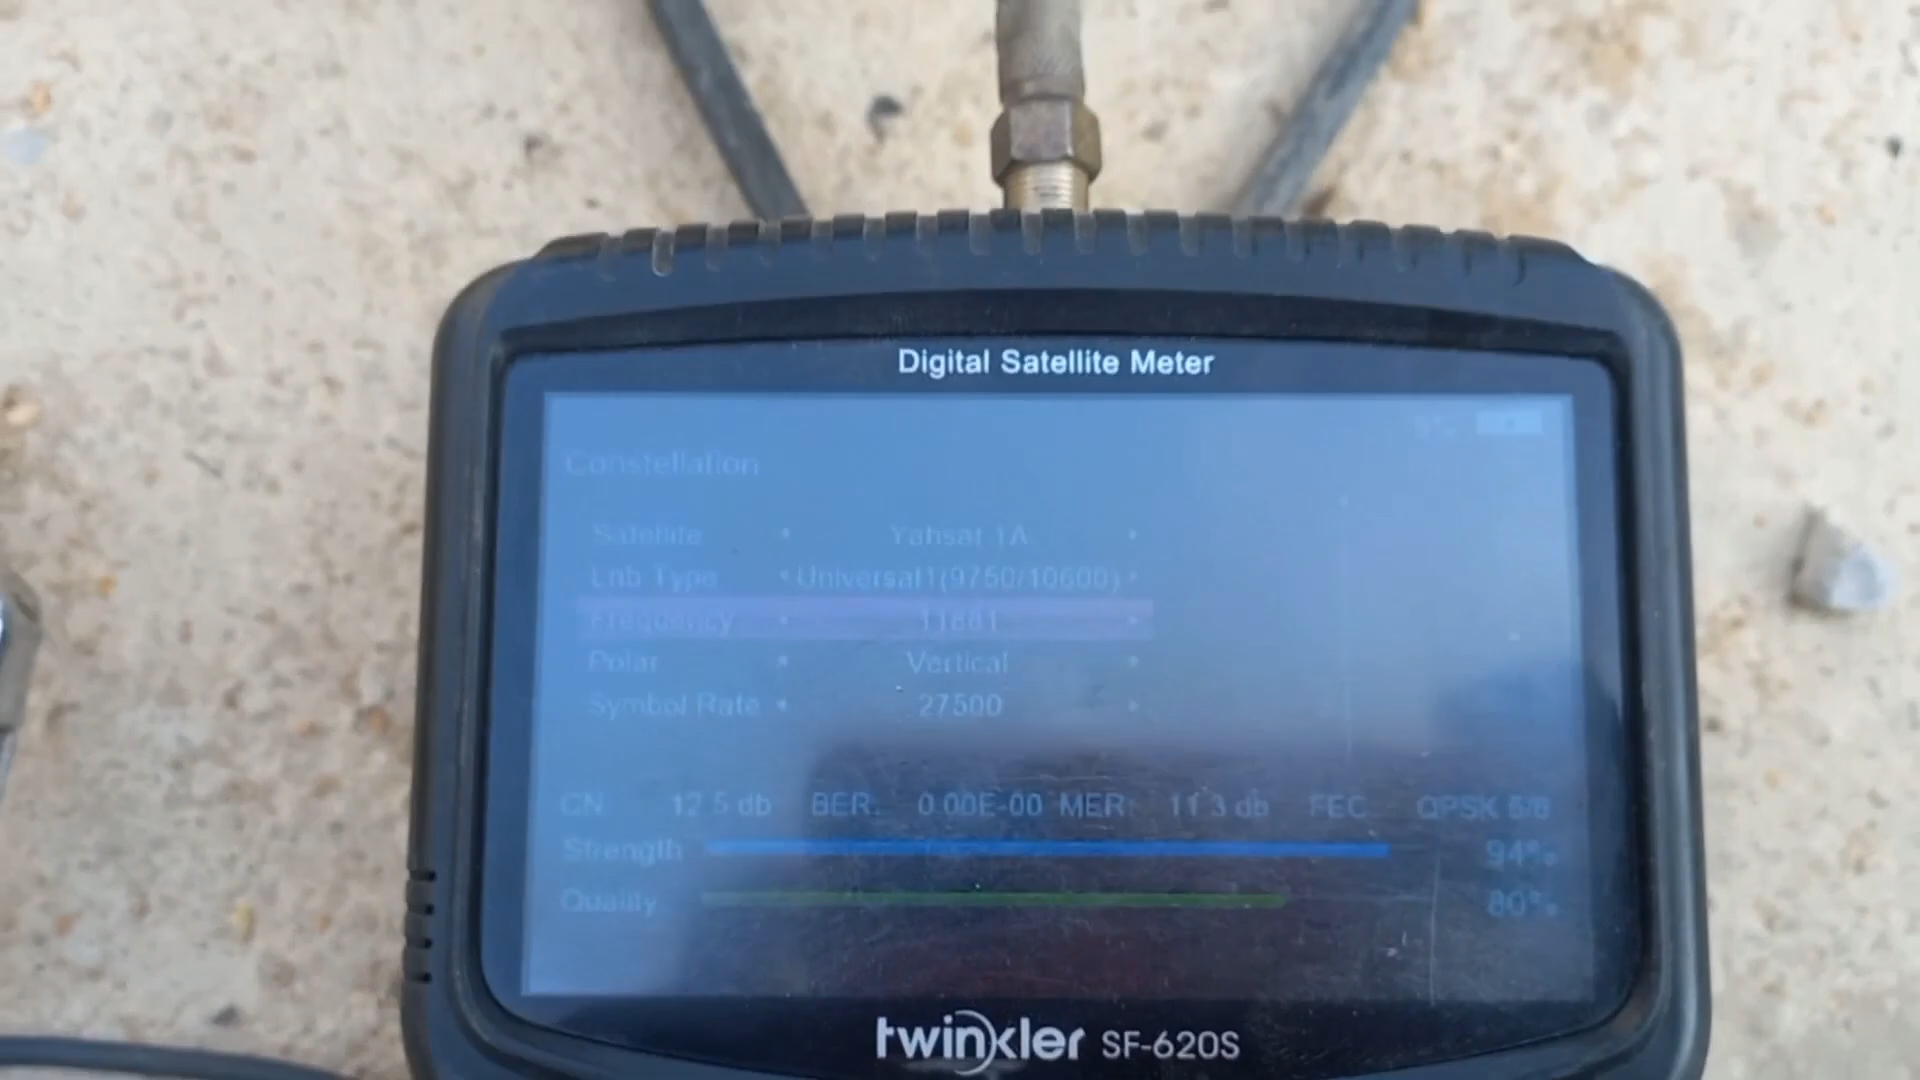 Digital Satellite Meter
Constellation
Satellite Yahsat 1A
Lnb Type Universal1(9750/10600)
Frequency
Polar Vertical
Symbol Rate 27500
CN 12.5 db BER: 0.00E-00 MER: 11.3 db FEC QPSK 5/6
Strength 94%
Quality 80%
twinkler SF-620S